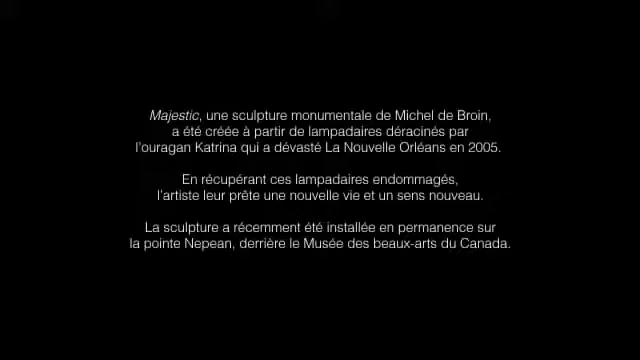 Majestic, une sculpture monumentale de Michel de Broin,
a été créée à partir de lampadaires déracinés par
l'ouragan Katrina qui a dévasté La Nouvelle Orléans en 2005.
En récupérant ces lampadaires endommagés,
l'artiste leur prête une nouvelle vie et un sens nouveau.
La sculpture a récemment été installée en permanence sur
la pointe Nepean, derrière le Musée des beaux-arts du Canada.